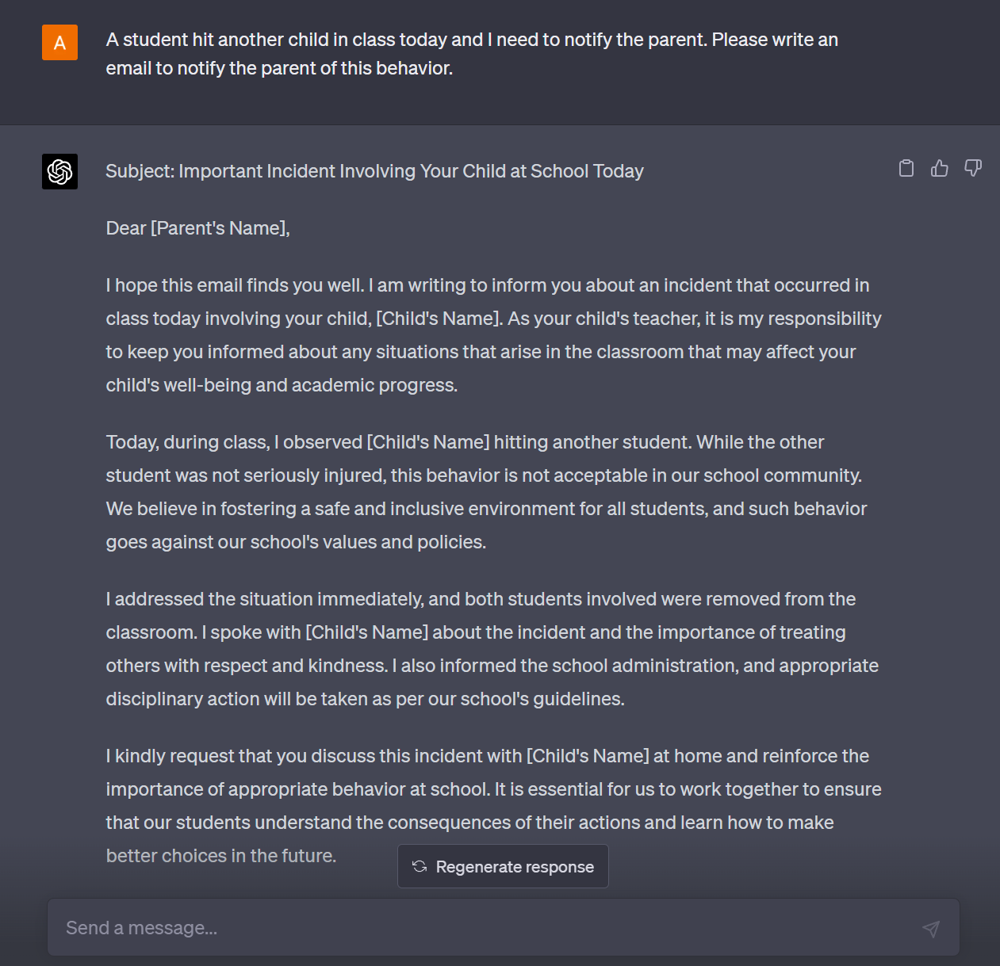 A
A student hit another child in class today and I need to notify the parent. Please write an
email to notify the parent of this behavior.
Subject: Important Incident Involving Your Child at School Today
Dear [Parent's Name],
I hope this email finds you well. I am writing to inform you about an incident that occurred in
class today involving your child, [Child's Name]. As your child's teacher, it is my responsibility
to keep you informed about any situations that arise in the classroom that may affect your
child's well-being and academic progress.
Today, during class, I observed [Child's Name] hitting another student. While the other
student was not seriously injured, this behavior is not acceptable in our school community.
We believe in fostering a safe and inclusive environment for all students, and such behavior
goes against our school's values and policies.
I addressed the situation immediately, and both students involved were removed from the
classroom. I spoke with [Child's Name] about the incident and the importance of treating
others with respect and kindness. I also informed the school administration, and appropriate
disciplinary action will be taken as per our school's guidelines.
I kindly request that you discuss this incident with [Child's Name] at home and reinforce the
importance of appropriate behavior at school. It is essential for us to work together to ensure
that our students understand the consequences of their actions and learn how to make
better choices in the future.
Regenerate response
Send a message...